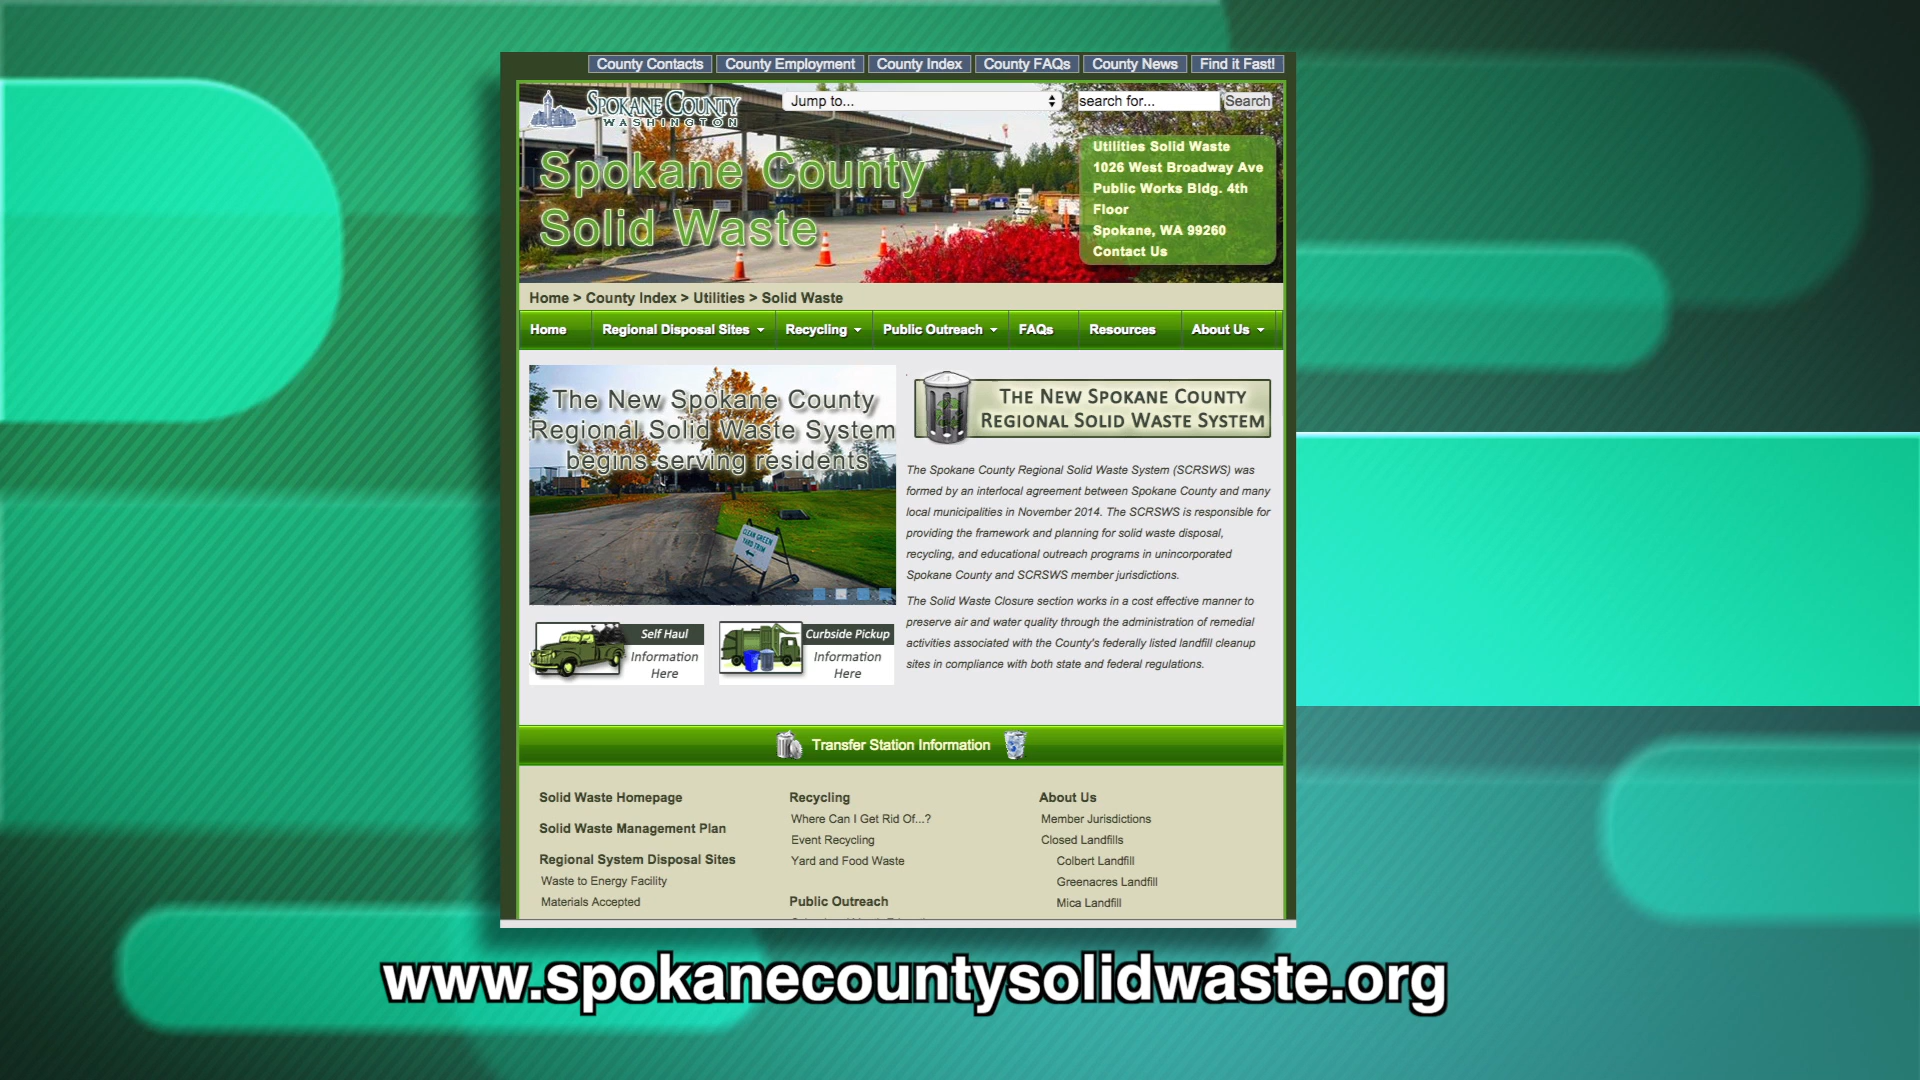 County Contacts County Employment County Index County FAQs County News Find it Fast!
SPOKANE COUNTY
WASHINGTON
Jump to...
search for... Search
Spokane County
Solid Waste
Utilities Solid Waste
1026 West Broadway Ave
Public Works Bldg. 4th
Floor
Spokane, WA 99260
Contact Us
Home > County Index > Utilities > Solid Waste
Home Regional Disposal Sites Recycling Public Outreach FAQs Resources About Us
The New Spokane County
Regional Solid Waste System
begins serving residents
CLEAN GREEN
YARD TRIM
THE NEW SPOKANE COUNTY
REGIONAL SOLID WASTE SYSTEM
The Spokane County Regional Solid Waste System (SCRSWS) was
formed by an interlocal agreement between Spokane County and many
local municipalities in November 2014. The SCRSWS is responsible for
providing the framework and planning for solid waste disposal,
recycling, and educational outreach programs in unincorporated
Spokane County and SCRSWS member jurisdictions.
The Solid Waste Closure section works in a cost effective manner to
preserve air and water quality through the administration of remedial
activities associated with the County's federally listed landfill cleanup
sites in compliance with both state and federal regulations.
Self Haul
Information
Here
Curbside Pickup
Information
Here
Transfer Station Information
Solid Waste Homepage
Solid Waste Management Plan
Regional System Disposal Sites
Waste to Energy Facility
Materials Accepted
Recycling
Where Can I Get Rid Of...?
Event Recycling
Yard and Food Waste
Public Outreach
About Us
Member Jurisdictions
Closed Landfills
Colbert Landfill
Greenacres Landfill
Mica Landfill
www.spokanecountysolidwaste.org